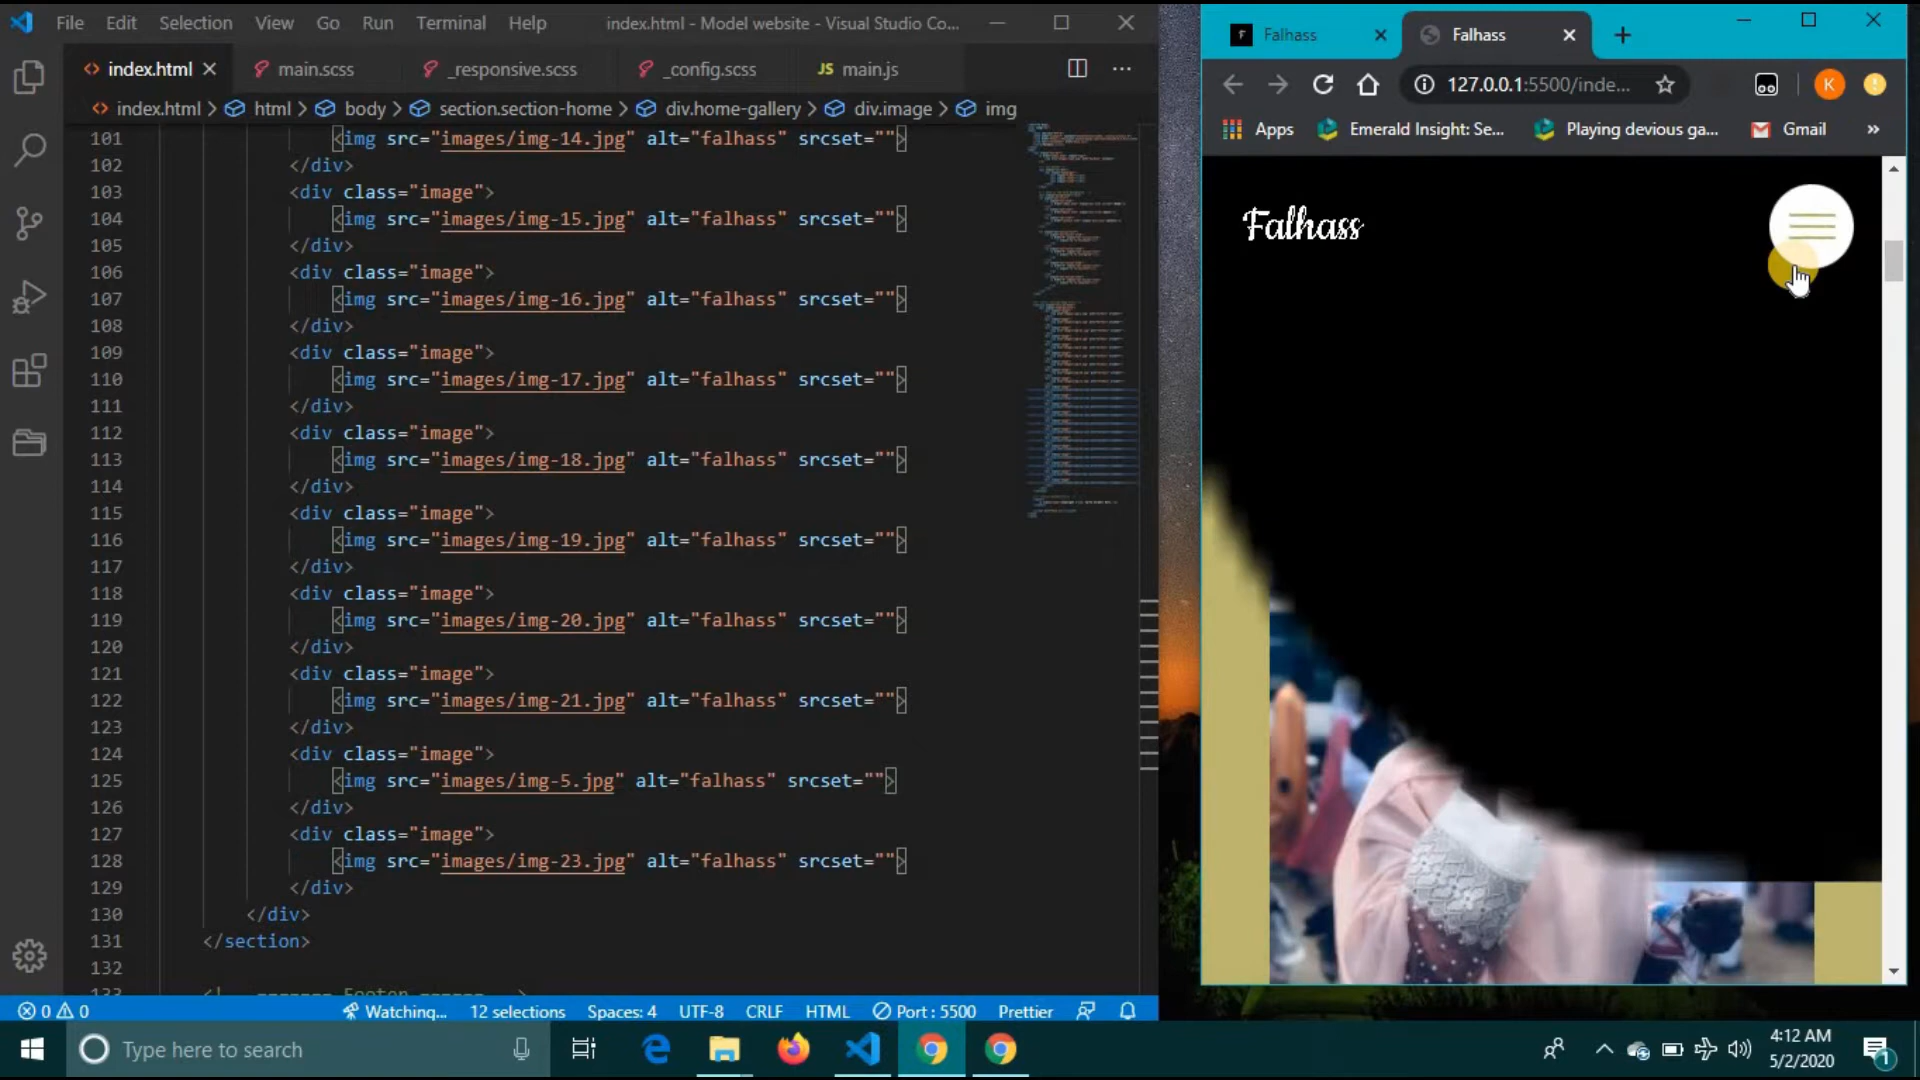 File Edit Selection View Go Run Terminal Help index.html - Model website - Visual Studio Co...
index.html main.scss _responsive.scss _config.scss JS main.js
index.html > html > body > section.section-home > div.home-gallery > div.image > img
101 <img src="images/img-14.jpg" alt="falhass" srcset="">
102 </div>
103 <div class="image">
104 <img src="images/img-15.jpg" alt="falhass" srcset="">
105 </div>
106 <div class="image">
107 <img src="images/img-16.jpg" alt="falhass" srcset="">
108 </div>
109 <div class="image">
110 <img src="images/img-17.jpg" alt="falhass" srcset="">
111 </div>
112 <div class="image">
113 <img src="images/img-18.jpg" alt="falhass" srcset="">
114 </div>
115 <div class="image">
116 <img src="images/img-19.jpg" alt="falhass" srcset="">
117 </div>
118 <div class="image">
119 <img src="images/img-20.jpg" alt="falhass" srcset="">
120 </div>
121 <div class="image">
122 <img src="images/img-21.jpg" alt="falhass" srcset="">
123 </div>
124 <div class="image">
125 <img src="images/img-5.jpg" alt="falhass" srcset="">
126 </div>
127 <div class="image">
128 <img src="images/img-23.jpg" alt="falhass" srcset="">
129 </div>
130 </div>
131 </section>
132
0 0 Watching... 12 selections Spaces: 4 UTF-8 CRLF HTML Port : 5500 Prettier
Falhass Falhass
127.0.0.1:5500/inde... K
Apps Emerald Insight: Se... Playing devious ga... Gmail »
Falhass
Type here to search
4:12 AM
5/2/2020
1